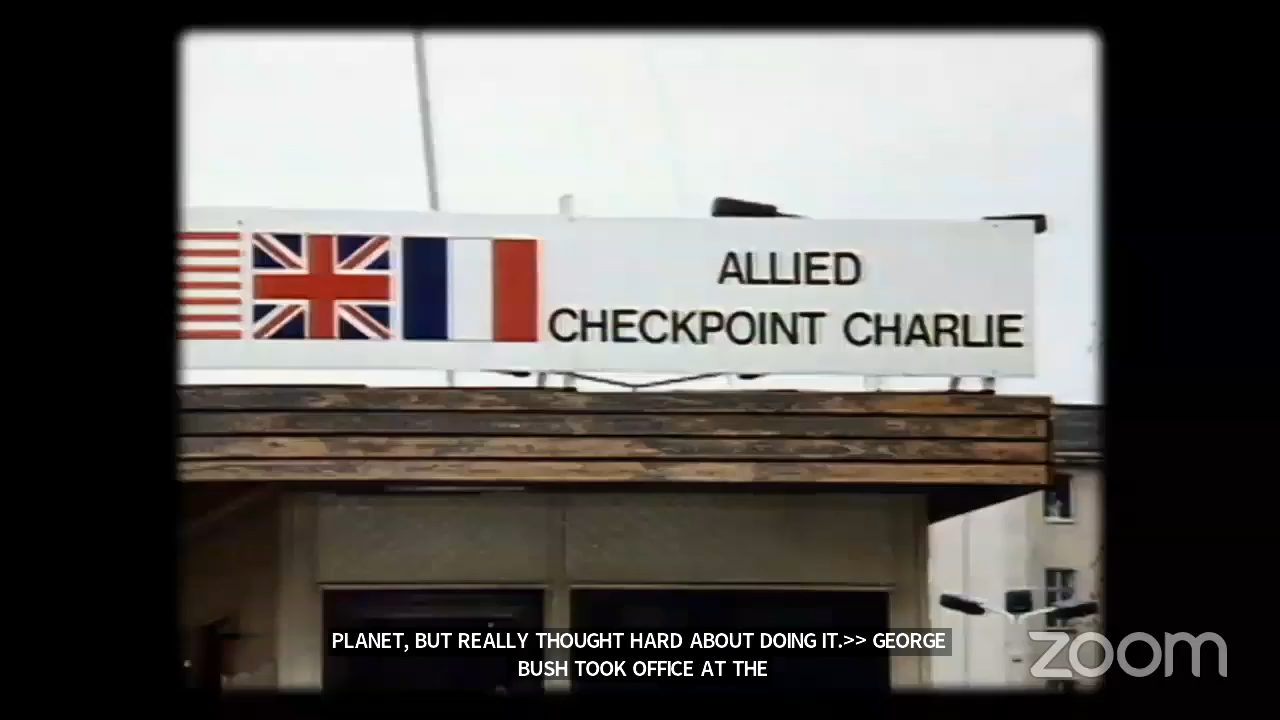 ALLIED
CHECKPOINT CHARLIE
PLANET, BUT REALLY THOUGHT HARD ABOUT DOING IT.>> GEORGE
BUSH TOOK OFFICE AT THE
zoom